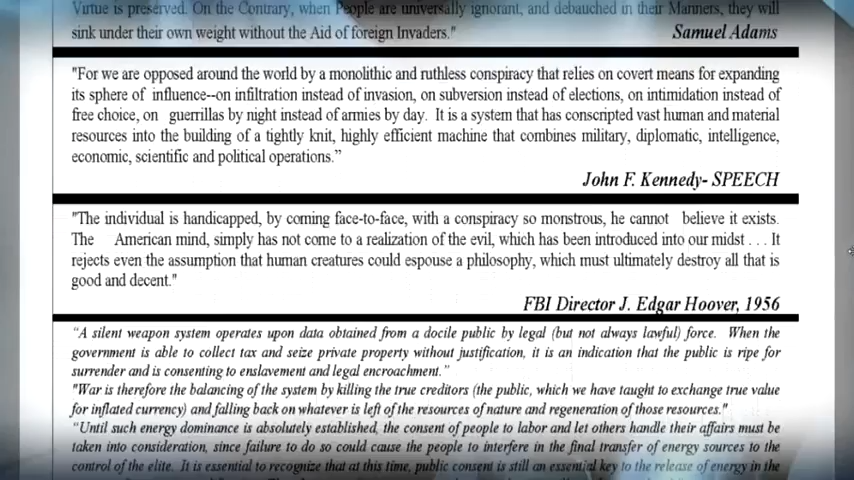 Virtue is preserved. On the Contrary, when People are universally ignorant, and debauched in their Manners, they will
sink under their own weight without the Aid of foreign Invaders."
Samuel Adams
"For we are opposed around the world by a monolithic and ruthless conspiracy that relies on covert means for expanding
its sphere of influence--on infiltration instead of invasion, on subversion instead of elections, on intimidation instead of
free choice, on guerrillas by night instead of armies by day. It is a system that has conscripted vast human and material
resources into the building of a tightly knit, highly efficient machine that combines military, diplomatic, intelligence,
economic, scientific and political operations.”
John F. Kennedy- SPEECH
"The individual is handicapped, by coming face-to-face, with a conspiracy so monstrous, he cannot believe it exists.
The American mind, simply has not come to a realization of the evil, which has been introduced into our midst . . . It
rejects even the assumption that human creatures could espouse a philosophy, which must ultimately destroy all that is
good and decent."
FBI Director J. Edgar Hoover, 1956
“A silent weapon system operates upon data obtained from a docile public by legal (but not always lawful) force. When the
government is able to collect tax and seize private property without justification, it is an indication that the public is ripe for
surrender and is consenting to enslavement and legal encroachment.”
"War is therefore the balancing of the system by killing the true creditors (the public, which we have taught to exchange true value
for inflated currency) and falling back on whatever is left of the resources of nature and regeneration of those resources."
“Until such energy dominance is absolutely established, the consent of people to labor and let others handle their affairs must be
taken into consideration, since failure to do so could cause the people to interfere in the final transfer of energy sources to the
control of the elite. It is essential to recognize that at this time, public consent is still an essential key to the release of energy in the